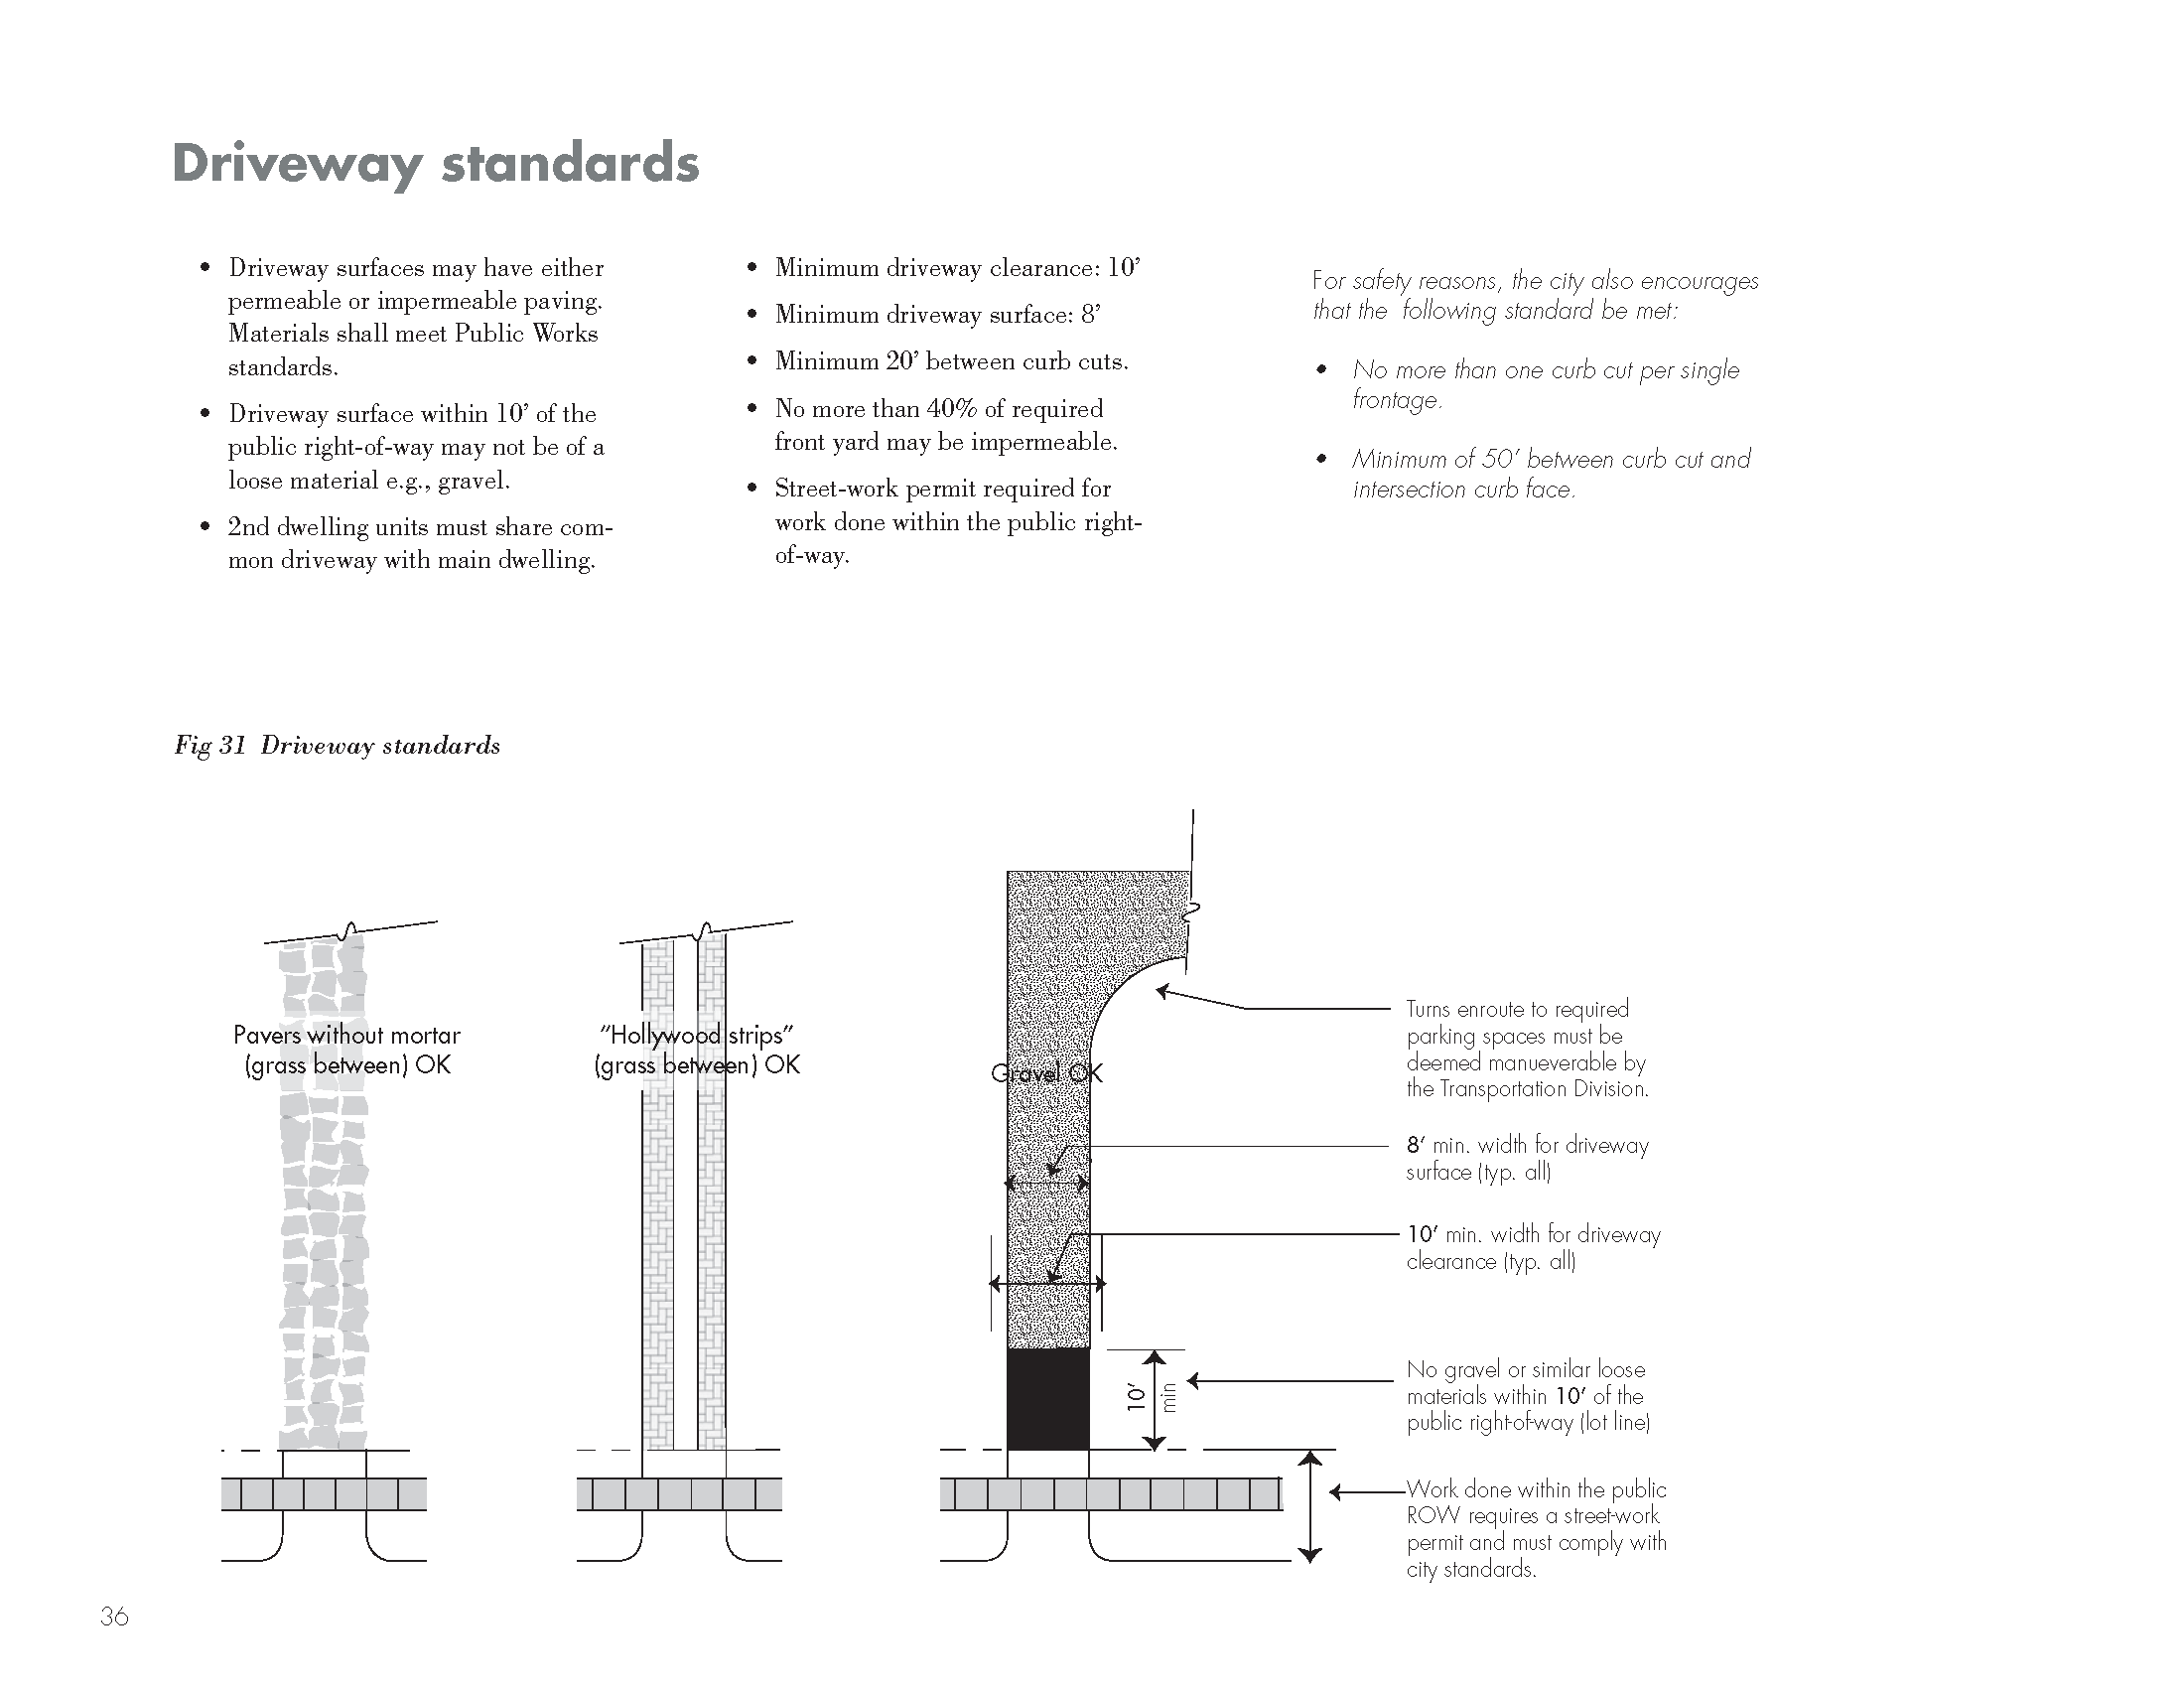 Driveway standards
• Driveway surfaces may have either
permeable or impermeable paving.
Materials shall meet Public Works
standards.
• Driveway surface within 10’ of the
public right-of-way may not be of a
loose material e.g., gravel.
• 2nd dwelling units must share com-
mon driveway with main dwelling.
• Minimum driveway clearance: 10’
• Minimum driveway surface: 8’
• Minimum 20’ between curb cuts.
• No more than 40% of required
front yard may be impermeable.
• Street-work permit required for
work done within the public right-
of-way.
For safety reasons, the city also encourages
that the following standard be met:
• No more than one curb cut per single
frontage.
• Minimum of 50’ between curb cut and
intersection curb face.
Fig 31 Driveway standards
Pavers without mortar
(grass between) OK
“Hollywood strips”
(grass between) OK
Gravel OK
Turns enroute to required
parking spaces must be
deemed manueverable by
the Transportation Division.
8’ min. width for driveway
surface (typ. all)
10’ min. width for driveway
clearance (typ. all)
10’
min
No gravel or similar loose
materials within 10’ of the
public right-of-way (lot line)
Work done within the public
ROW requires a street-work
permit and must comply with
city standards.
36